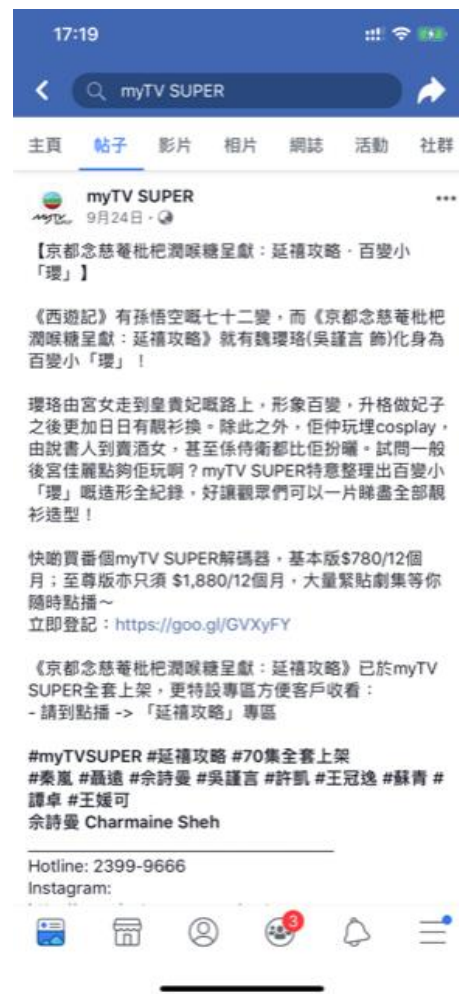 17:19
myTV SUPER
主頁 帖子 影片 相片 網誌 活動 社群
myTV SUPER
9月24日
【京都念慈菴枇杷潤喉糖呈獻：延禧攻略 · 百變小
「瓔」】
《西遊記》有孫悟空嘅七十二變，而《京都念慈菴枇杷
潤喉糖呈獻：延禧攻略》就有魏瓔珞(吳謹言 飾)化身為
百變小「瓔」！
瓔珞由宮女走到皇貴妃嘅路上，形象百變，升格做妃子
之後更加日日有靚衫換。除此之外，佢仲玩埋cosplay，
由說書人到賣酒女，甚至係侍衛都比佢扮曬。試問一般
後宮佳麗點夠佢玩啊？myTV SUPER特意整理出百變小
「瓔」嘅造形全紀錄，好讓觀眾們可以一片睇盡全部靚
衫造型！
快啲買番個myTV SUPER解碼器，基本版$780/12個
月；至尊版亦只須 $1,880/12個月，大量緊貼劇集等你
隨時點播～
立即登記：https://goo.gl/GVXyFY
《京都念慈菴枇杷潤喉糖呈獻：延禧攻略》已於myTV
SUPER全套上架，更特設專區方便客戶收看：
- 請到點播 -> 「延禧攻略」專區
#myTVSUPER #延禧攻略 #70集全套上架
#秦嵐 #聶遠 #佘詩曼 #吳謹言 #許凱 #王冠逸 #蘇青 #
譚卓 #王媛可
佘詩曼 Charmaine Sheh
Hotline: 2399-9666
Instagram:
3